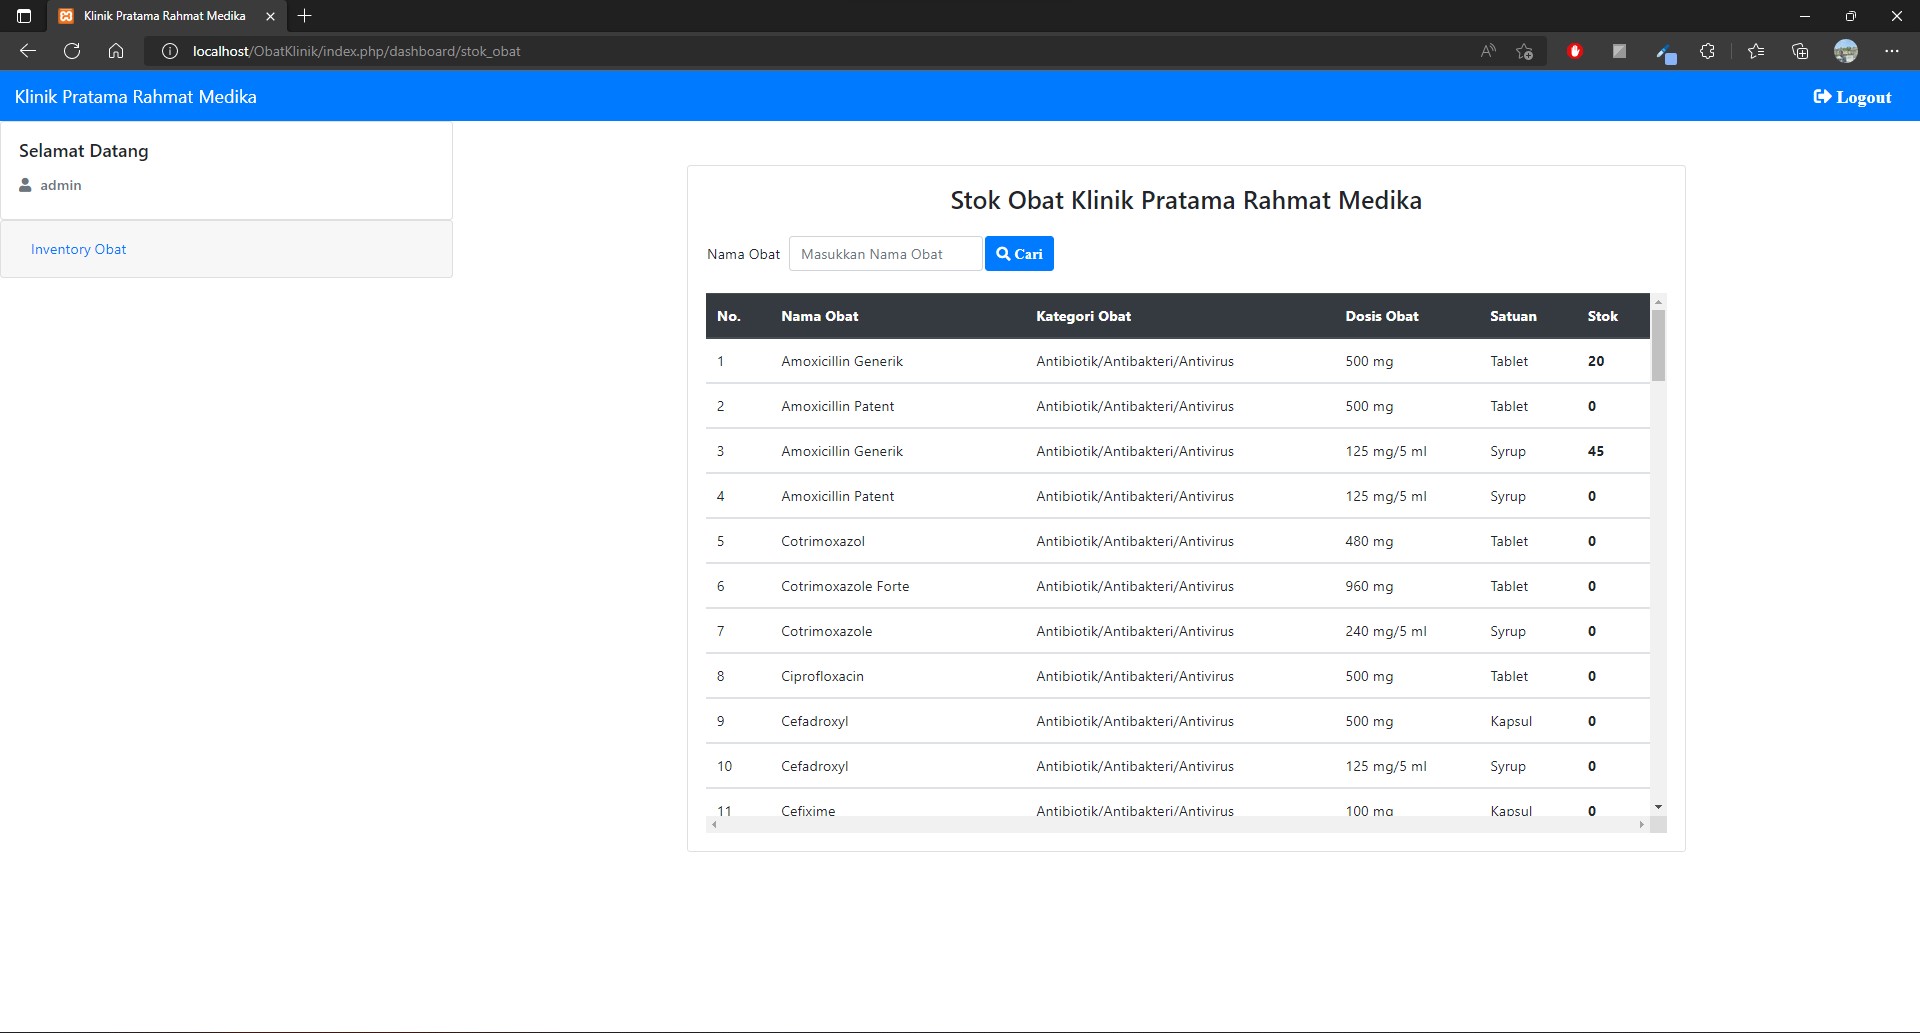 Klinik Pratama Rahmat Medika
localhost/ObatKlinik/index.php/dashboard/stok_obat
Klinik Pratama Rahmat Medika
Logout
Selamat Datang
admin
Inventory Obat
Stok Obat Klinik Pratama Rahmat Medika
Nama Obat Masukkan Nama Obat Cari
No. Nama Obat Kategori Obat Dosis Obat Satuan Stok
1 Amoxicillin Generik Antibiotik/Antibakteri/Antivirus 500 mg Tablet 20
2 Amoxicillin Patent Antibiotik/Antibakteri/Antivirus 500 mg Tablet 0
3 Amoxicillin Generik Antibiotik/Antibakteri/Antivirus 125 mg/5 ml Syrup 45
4 Amoxicillin Patent Antibiotik/Antibakteri/Antivirus 125 mg/5 ml Syrup 0
5 Cotrimoxazol Antibiotik/Antibakteri/Antivirus 480 mg Tablet 0
6 Cotrimoxazole Forte Antibiotik/Antibakteri/Antivirus 960 mg Tablet 0
7 Cotrimoxazole Antibiotik/Antibakteri/Antivirus 240 mg/5 ml Syrup 0
8 Ciprofloxacin Antibiotik/Antibakteri/Antivirus 500 mg Tablet 0
9 Cefadroxyl Antibiotik/Antibakteri/Antivirus 500 mg Kapsul 0
10 Cefadroxyl Antibiotik/Antibakteri/Antivirus 125 mg/5 ml Syrup 0
11 Cefixime Antibiotik/Antibakteri/Antivirus 100 mg Kapsul 0